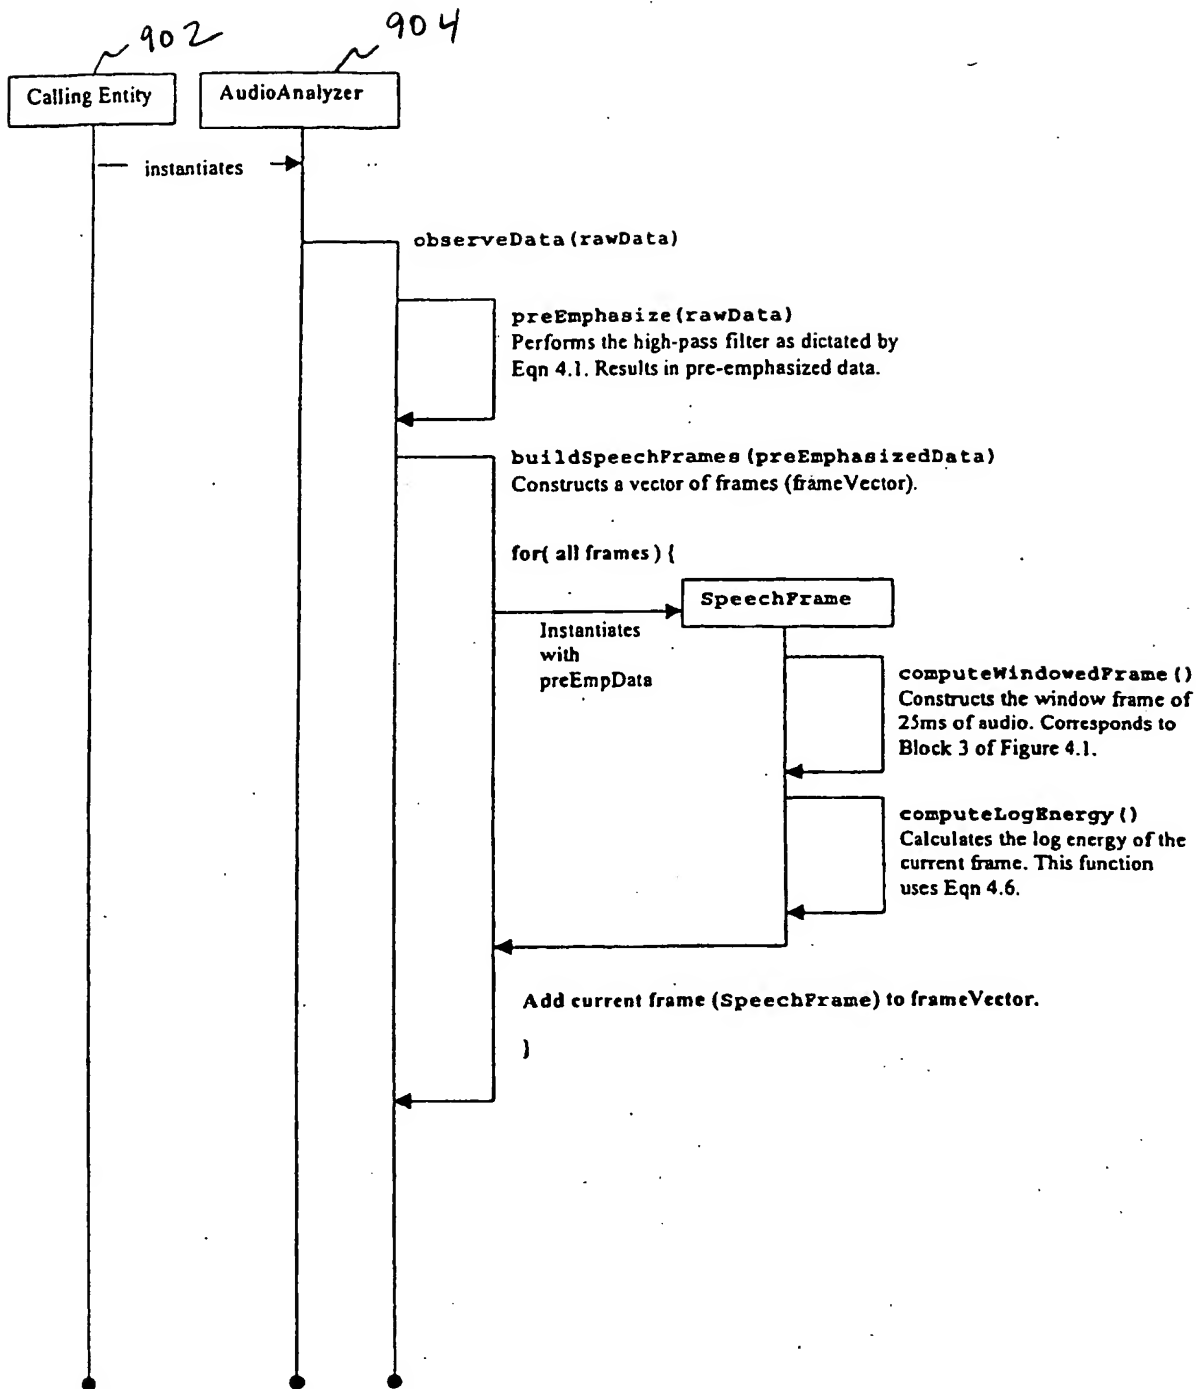 902
904
Calling Entity
AudioAnalyzer
instantiates
observeData(rawData)
preEmphasize(rawData)
Performs the high-pass filter as dictated by
Eqn 4.1. Results in pre-emphasized data.
buildSpeechFrames(preEmphasizedData)
Constructs a vector of frames (frameVector).
for( all frames ) {
SpeechFrame
Instantiates
with
preEmpData
computeWindowedFrame()
Constructs the window frame of
25ms of audio. Corresponds to
Block 3 of Figure 4.1.
computeLogEnergy()
Calculates the log energy of the
current frame. This function
uses Eqn 4.6.
Add current frame (SpeechFrame) to frameVector.
}